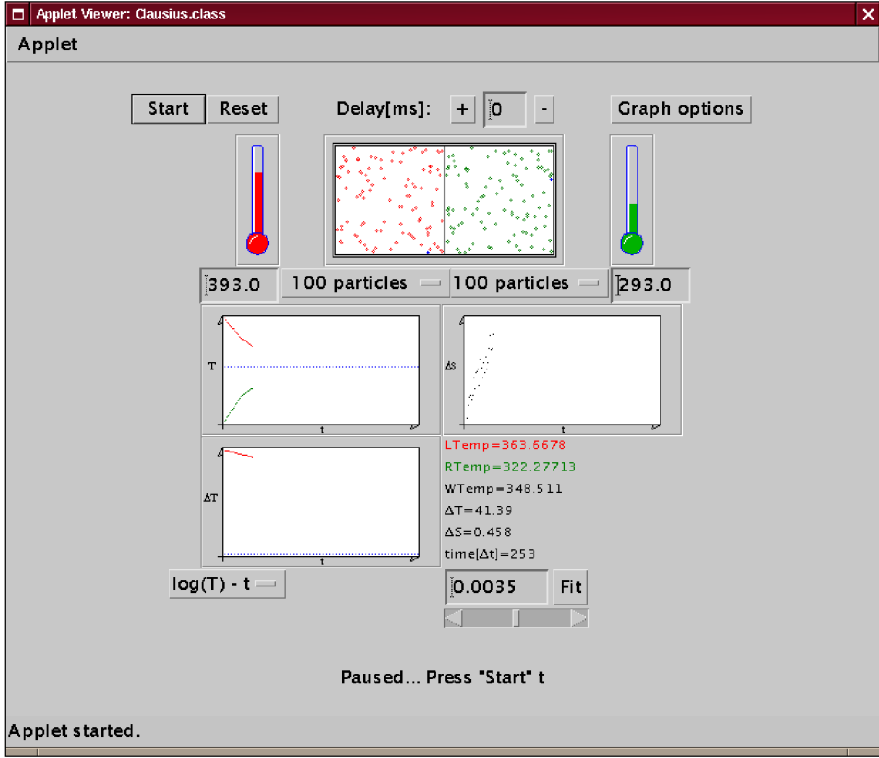 Applet Viewer: Clausius.class
Applet
Start Reset Delay[ms]: + 0 - Graph options
393.0 100 particles 100 particles 293.0
T
t
ΔS
t
ΔT
t
LTemp=363.6678
RTemp=322.27713
WTemp=348.511
ΔT=41.39
ΔS=0.458
time[Δt]=253
log(T) - t
0.0035 Fit
Paused... Press "Start" t
Applet started.